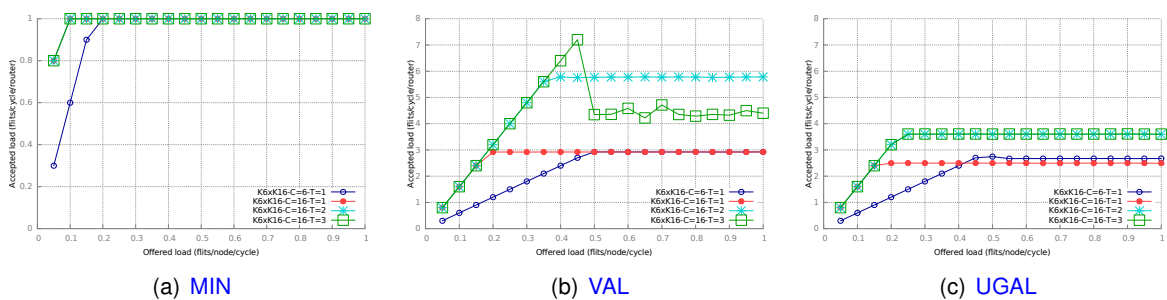 Accepted load (flits/cycle/router)
1
0.8
0.6
0.4
0.2
0
K6xK16-C=6-T=1
K6xK16-C=16-T=1
K6xK16-C=16-T=2
K6xK16-C=16-T=3
0 0.1 0.2 0.3 0.4 0.5 0.6 0.7 0.8 0.9 1
Offered load (flits/node/cycle)
(a) MIN
Accepted load (flits/cycle/router)
8
7
6
5
4
3
2
1
0
K6xK16-C=6-T=1
K6xK16-C=16-T=1
K6xK16-C=16-T=2
K6xK16-C=16-T=3
0 0.1 0.2 0.3 0.4 0.5 0.6 0.7 0.8 0.9 1
Offered load (flits/node/cycle)
(b) VAL
Accepted load (flits/cycle/router)
8
7
6
5
4
3
2
1
0
K6xK16-C=6-T=1
K6xK16-C=16-T=1
K6xK16-C=16-T=2
K6xK16-C=16-T=3
0 0.1 0.2 0.3 0.4 0.5 0.6 0.7 0.8 0.9 1
Offered load (flits/node/cycle)
(c) UGAL